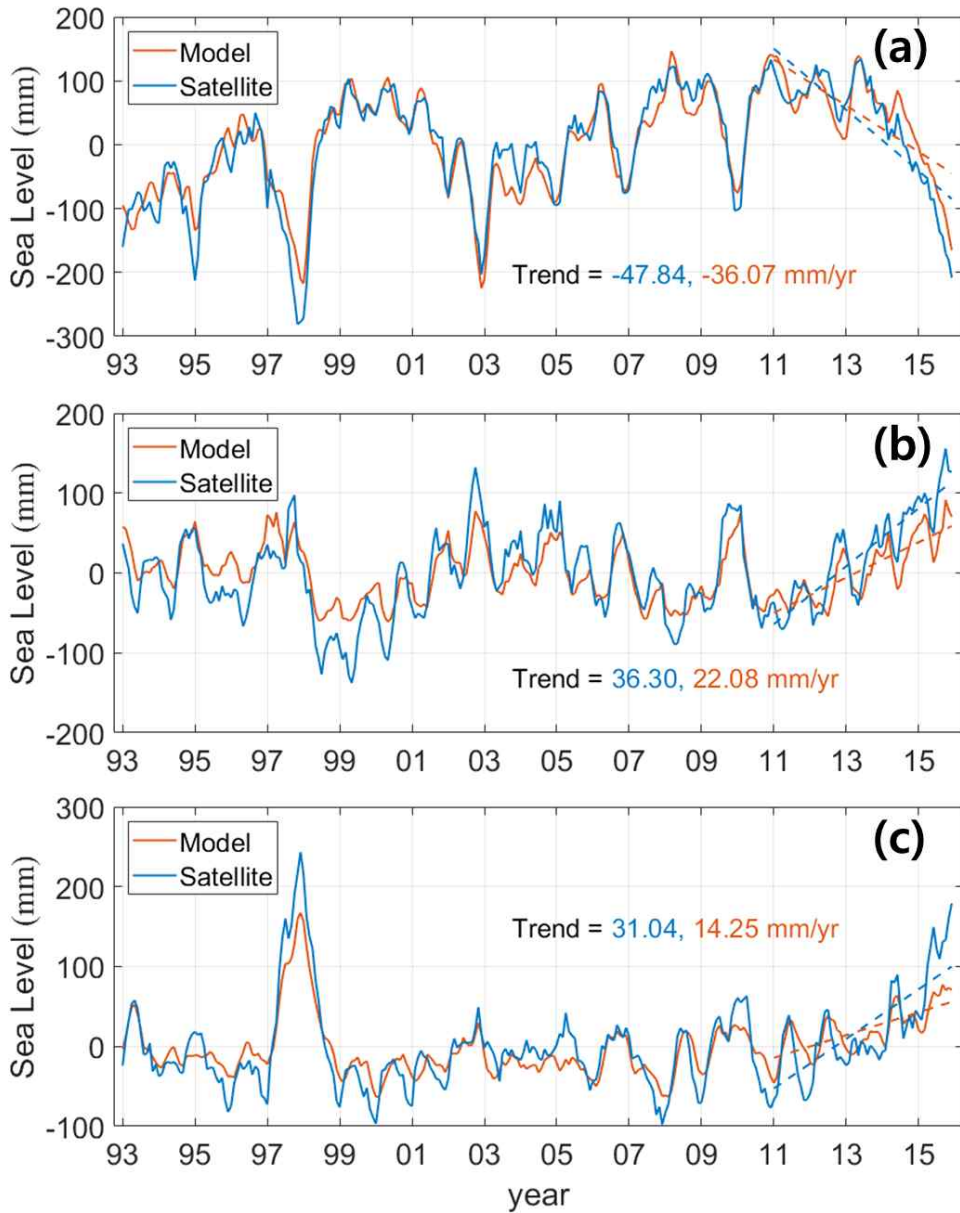 (a)
Model
Satellite
Sea Level (mm)
200
100
0
-100
-200
-300
Trend = -47.84, -36.07 mm/yr
93 95 97 99 01 03 05 07 09 11 13 15
(b)
Model
Satellite
Sea Level (mm)
200
100
0
-100
-200
Trend = 36.30, 22.08 mm/yr
93 95 97 99 01 03 05 07 09 11 13 15
(c)
Model
Satellite
Sea Level (mm)
300
200
100
0
-100
Trend = 31.04, 14.25 mm/yr
93 95 97 99 01 03 05 07 09 11 13 15
year